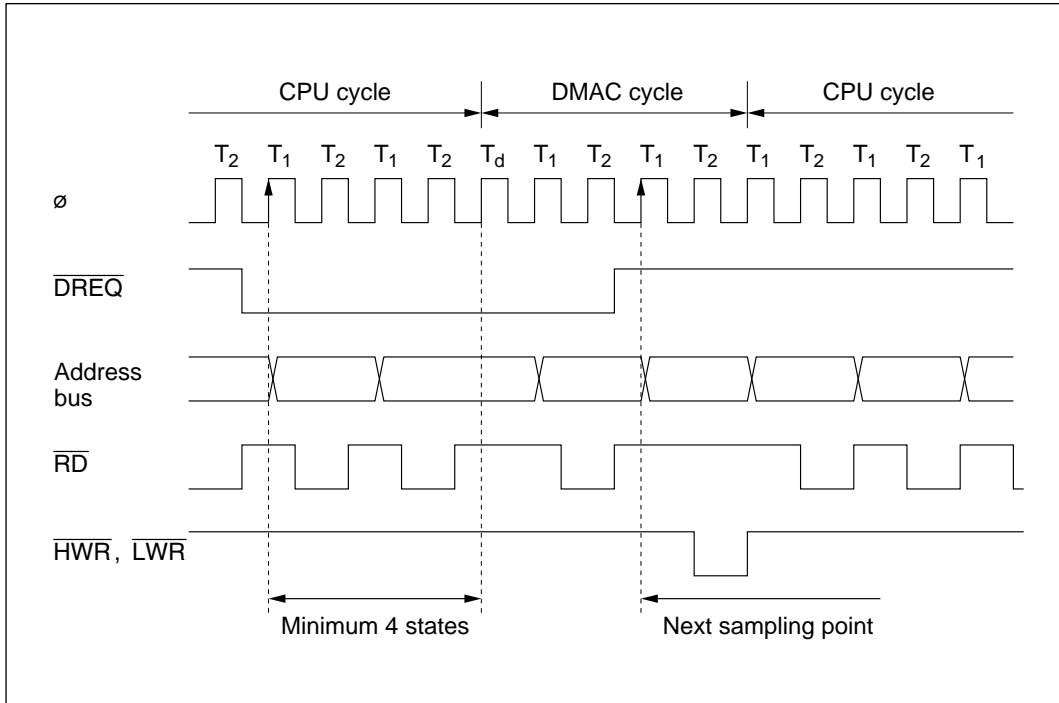 CPU cycle DMAC cycle CPU cycle
T2 T1 T2 T1 T2 Td T1 T2 T1 T2 T1 T2 T1 T2 T1
ø
DREQ
Address
bus
RD
HWR, LWR
Minimum 4 states Next sampling point